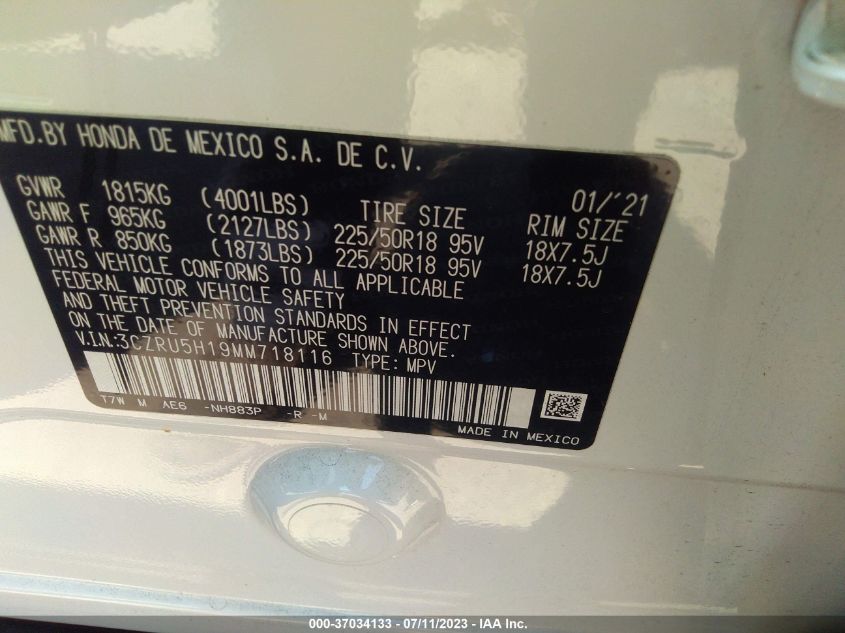 MFD.BY HONDA DE MEXICO S.A. DE C.V.
01/'21
GVWR 1815KG (4001LBS) TIRE SIZE RIM SIZE
GAWR F 965KG (2127LBS) 225/50R18 95V 18X7.5J
GAWR R 850KG (1873LBS) 225/50R18 95V 18X7.5J
THIS VEHICLE CONFORMS TO ALL APPLICABLE
FEDERAL MOTOR VEHICLE SAFETY
AND THEFT PREVENTION STANDARDS IN EFFECT
ON THE DATE OF MANUFACTURE SHOWN ABOVE.
V.IN:3CZRU5H19MM718116 TYPE: MPV
T7W M AE6 -NH883P -R -M
MADE IN MEXICO
000-37034133 - 07/11/2023 - IAA Inc.